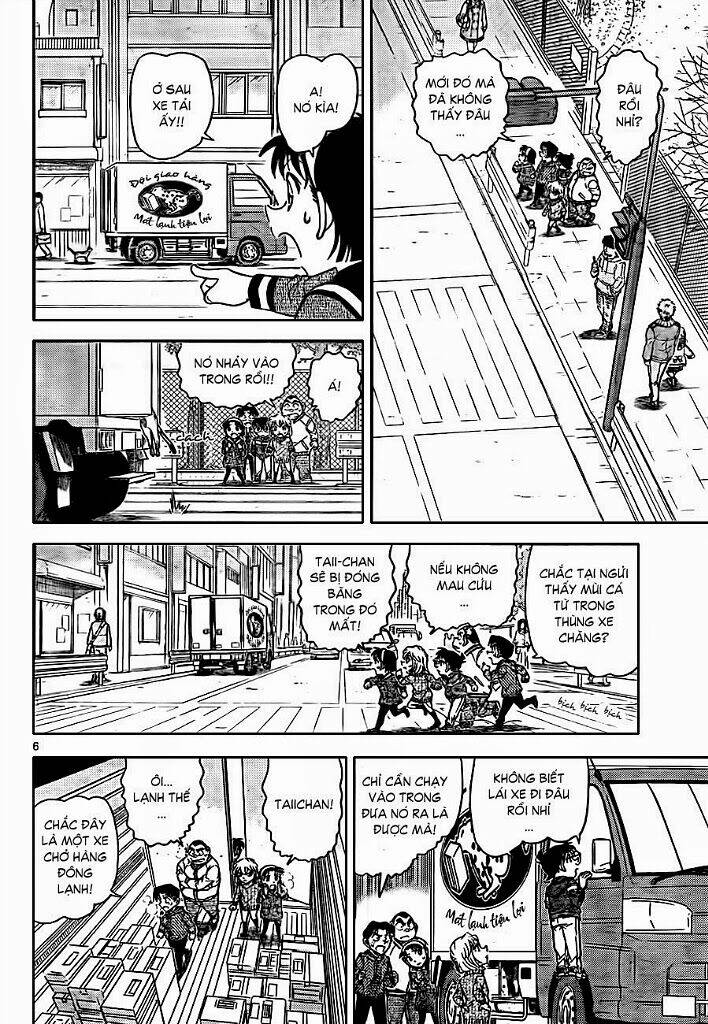 ĐÂU
RỒI
NHỈ?
MỚI ĐÓ MÀ
ĐÃ KHÔNG
THẤY ĐÂU
...
A!
NÓ KÌA!
Ở SAU
XE TẢI
ẤY!!
Đội giao hàng
Mát lạnh tiện lợi
Á!
NÓ NHẢY VÀO
TRONG RỒI!!
cạch
CHẮC TẠI NGỬI
THẤY MÙI CÁ
TỪ TRONG
THÙNG XE
CHĂNG?
NẾU KHÔNG
MAU CỨU
...
TAII-CHAN
SẼ BỊ ĐÓNG
BĂNG
TRONG ĐÓ
MẤT!
bịch bịch bịch
6
KHÔNG BIẾT
LÁI XE ĐI ĐÂU
RỒI NHỈ
...
CHỈ CẦN CHẠY
VÀO TRONG
ĐƯA NÓ RA LÀ
ĐƯỢC MÀ!
Mát lạnh tiện lợi
TAIICHAN!
ÔI...
LẠNH THẾ
...
CHẮC ĐÂY
LÀ MỘT XE
CHỞ HÀNG
ĐÔNG
LẠNH!